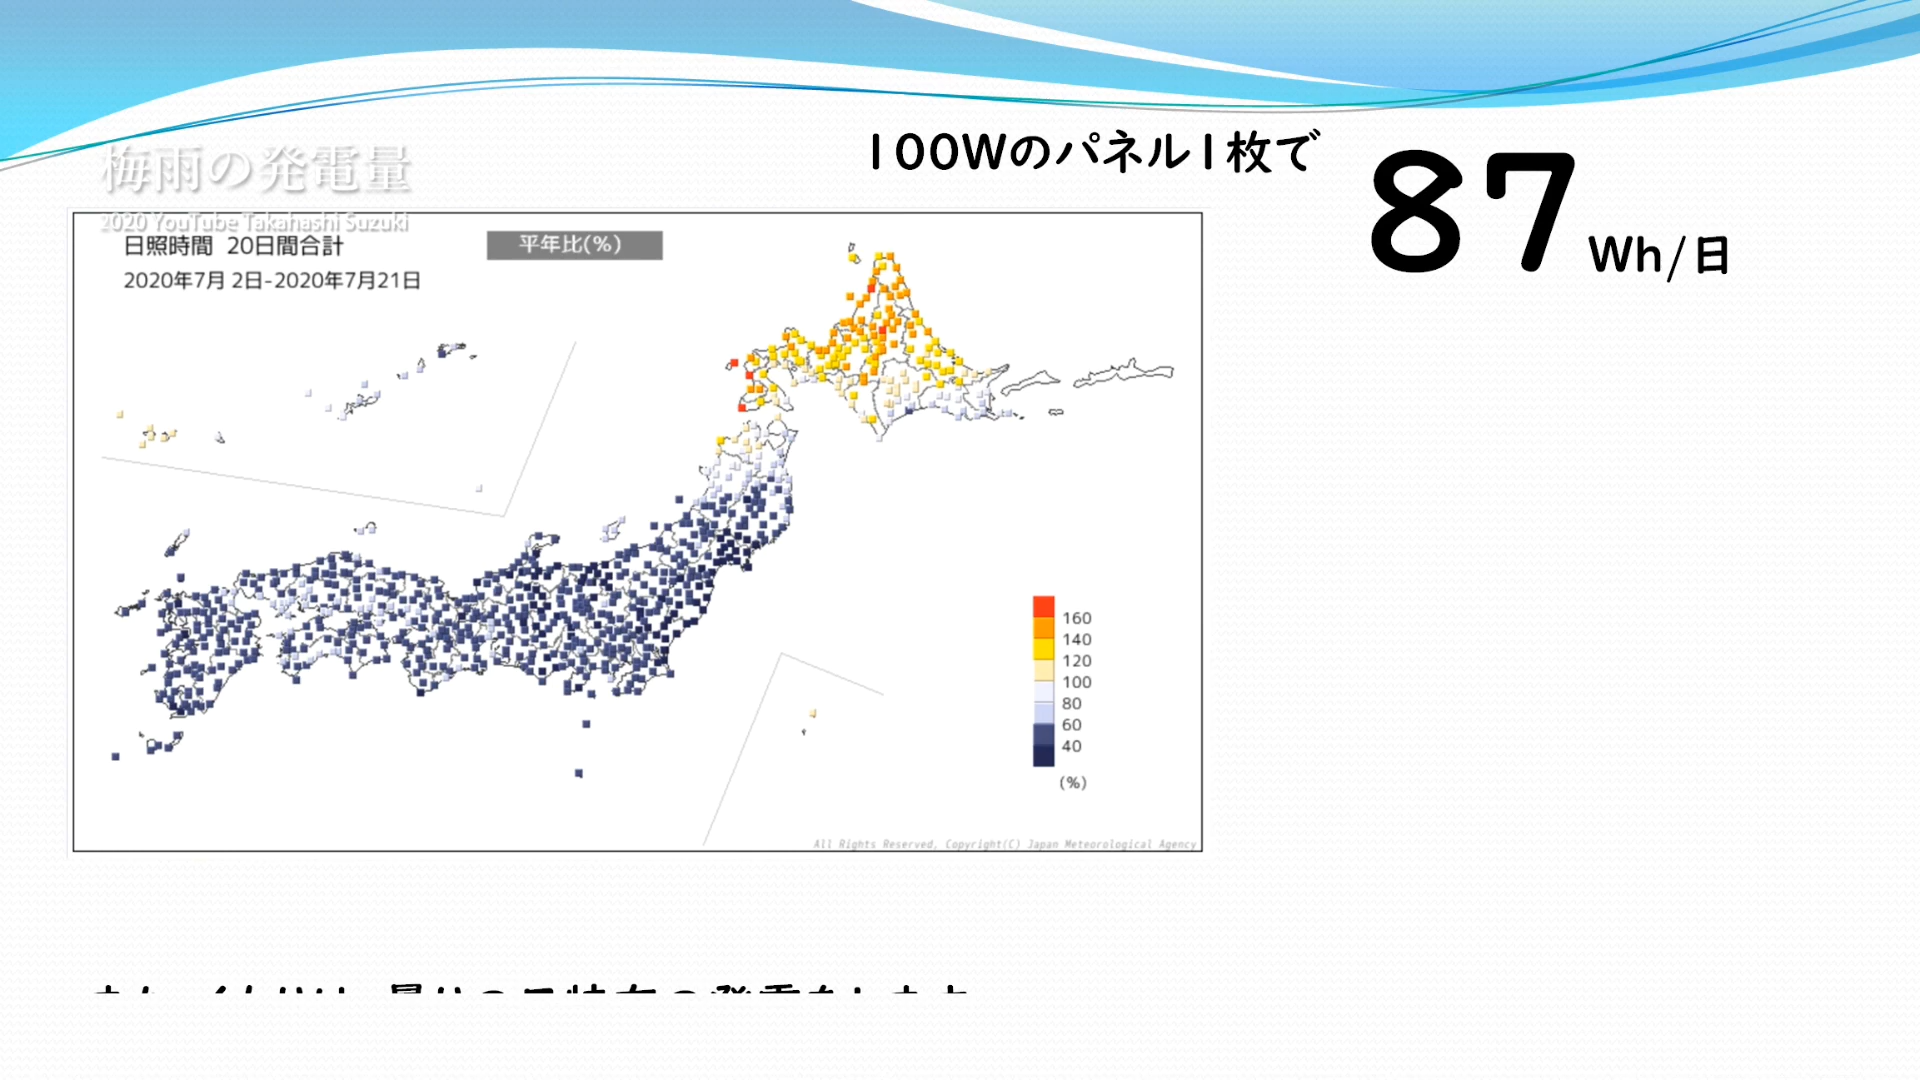 100Wのパネル1枚で
87 Wh/日
梅雨の発電量
2020 YouTube Takahashi Suzuki
日照時間 20日間合計
平年比(%)
2020年7月 2日-2020年7月21日
160
140
120
100
80
60
40
(%)
All Rights Reserved, Copyright(C) Japan Meteorological Agency